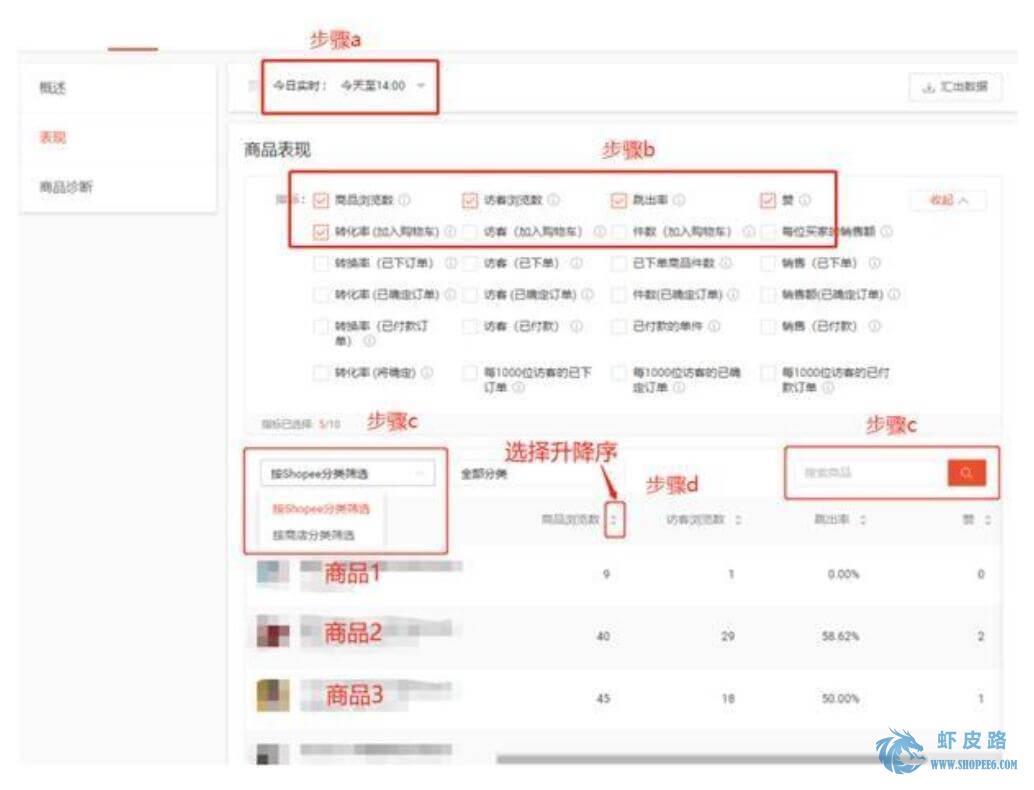 步骤a
概述
今日实时： 今天至14:00
汇出数据
表现
商品表现
步骤b
商品诊断
指标： 商品浏览数 访客浏览数 跳出率 赞 收起
转化率(加入购物车) 访客（加入购物车） 件数（加入购物车） 每位买家的销售额
转换率（已下订单） 访客（已下单） 已下单商品件数 销售（已下单）
转化率(已确定订单) 访客(已确定订单) 件数(已确定订单) 销售额(已确定订单)
转换率（已付款订单） 访客（已付款） 已付款的单件 销售（已付款）
转化率(将确定) 每1000位访客的已下订单 每1000位访客的已确定订单 每1000位访客的已付款订单
指标已选择 5/10
步骤c
步骤c
选择升降序
按Shopee分类筛选 全部分类
步骤d
搜索商品
按Shopee分类筛选
按商店分类筛选
商品浏览数 访客浏览数 跳出率 赞
商品1 9 1 0.00% 0
商品2 40 29 58.62% 2
商品3 45 18 50.00% 1
虾皮路
WWW.SHOPEE6.COM